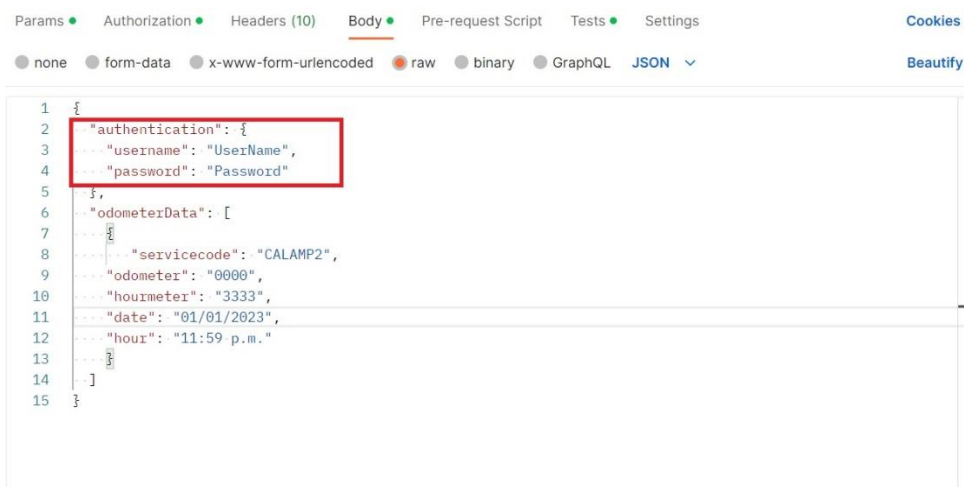 Params Authorization Headers (10) Body Pre-request Script Tests Settings Cookies
none form-data x-www-form-urlencoded raw binary GraphQL JSON Beautify
1 {
2 "authentication": {
3 "username": "UserName",
4 "password": "Password"
5 },
6 "odometerData": [
7 {
8 "servicecode": "CALAMP2",
9 "odometer": "0000",
10 "hourmeter": "3333",
11 "date": "01/01/2023",
12 "hour": "11:59 p.m."
13 }
14 ]
15 }